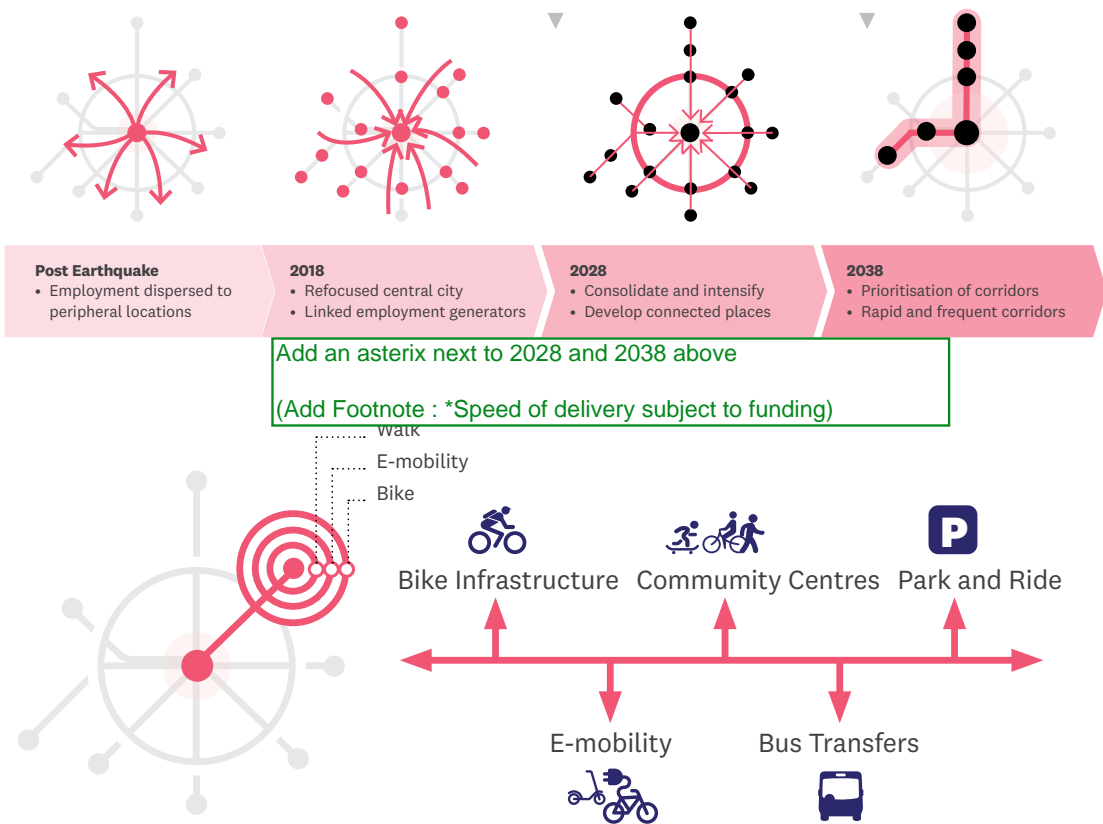 Post Earthquake
• Employment dispersed to
peripheral locations
2018
• Refocused central city
• Linked employment generators
2028
• Consolidate and intensify
• Develop connected places
2038
• Prioritisation of corridors
• Rapid and frequent corridors
Add an asterix next to 2028 and 2038 above
(Add Footnote : *Speed of delivery subject to funding)
Walk
E-mobility
Bike
Bike Infrastructure
Commumity Centres
P
Park and Ride
E-mobility
Bus Transfers